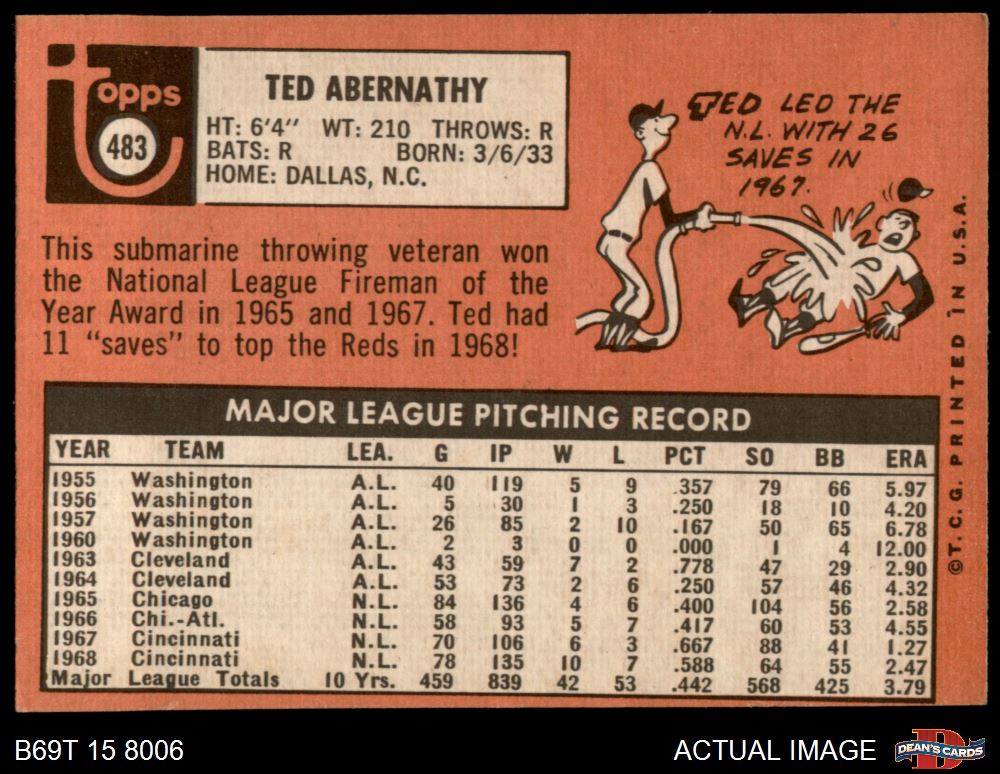 topps
483
TED ABERNATHY
HT: 6'4" WT: 210 THROWS: R
BATS: R BORN: 3/6/33
HOME: DALLAS, N.C.
TED LED THE
N.L. WITH 26
SAVES IN
1967.
This submarine throwing veteran won
the National League Fireman of the
Year Award in 1965 and 1967. Ted had
11 "saves" to top the Reds in 1968!
MAJOR LEAGUE PITCHING RECORD
YEAR TEAM LEA. G IP W L PCT SO BB ERA
1955 Washington A.L. 40 119 5 9 .357 79 66 5.97
1956 Washington A.L. 5 30 1 3 .250 18 10 4.20
1957 Washington A.L. 26 85 2 10 .167 50 65 6.78
1960 Washington A.L. 2 3 0 0 .000 1 4 12.00
1963 Cleveland A.L. 43 59 7 2 .778 47 29 2.90
1964 Cleveland A.L. 53 73 2 6 .250 57 46 4.32
1965 Chicago N.L. 84 136 4 6 .400 104 56 2.58
1966 Chi.-Atl. N.L. 58 93 5 7 .417 60 53 4.55
1967 Cincinnati N.L. 70 106 6 3 .667 88 41 1.27
1968 Cincinnati N.L. 78 135 10 7 .588 64 55 2.47
Major League Totals 10 Yrs. 459 839 42 53 .442 568 425 3.79
©T.C.G. PRINTED IN U.S.A.
B69T 15 8006
ACTUAL IMAGE
D
DEAN'S CARDS